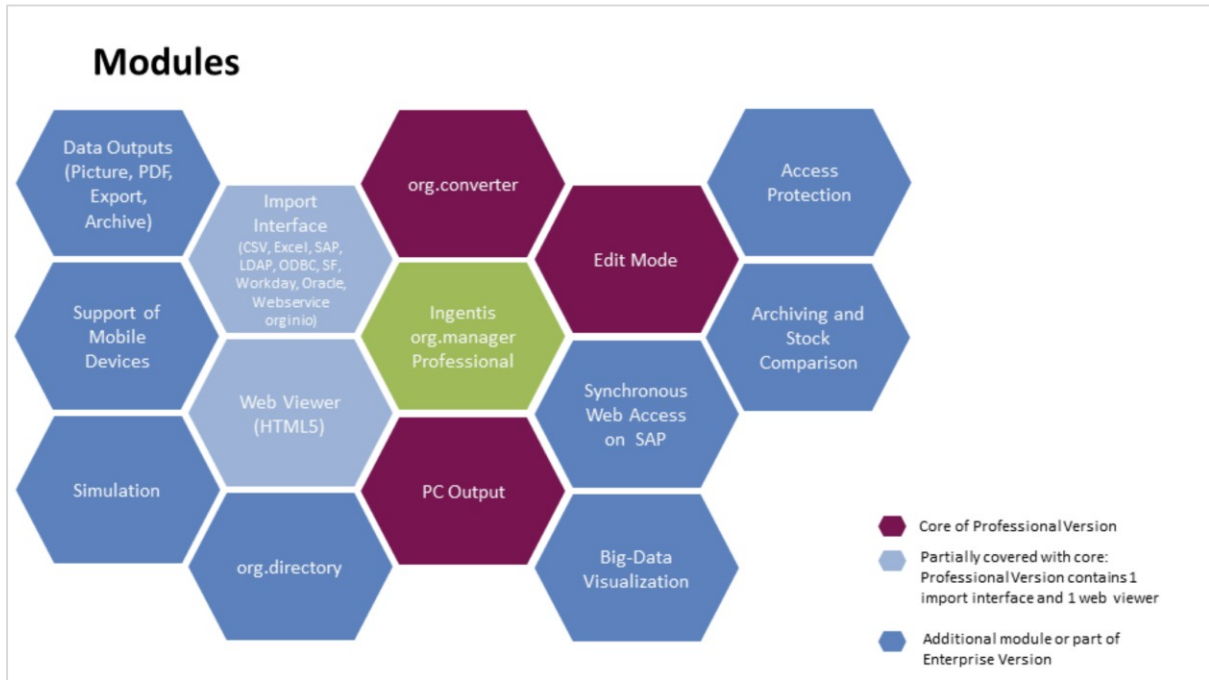 Modules
Data Outputs
(Picture, PDF,
Export,
Archive)
Import
Interface
(CSV, Excel, SAP,
LDAP, ODBC, SF,
Workday, Oracle,
Webservice
orginio)
org.converter
Edit Mode
Access
Protection
Support of
Mobile
Devices
Web Viewer
(HTML5)
Ingentis
org.manager
Professional
Synchronous
Web Access
on SAP
Archiving and
Stock
Comparison
Simulation
org.directory
PC Output
Big-Data
Visualization
Core of Professional Version
Partially covered with core:
Professional Version contains 1
import interface and 1 web viewer
Additional module or part of
Enterprise Version